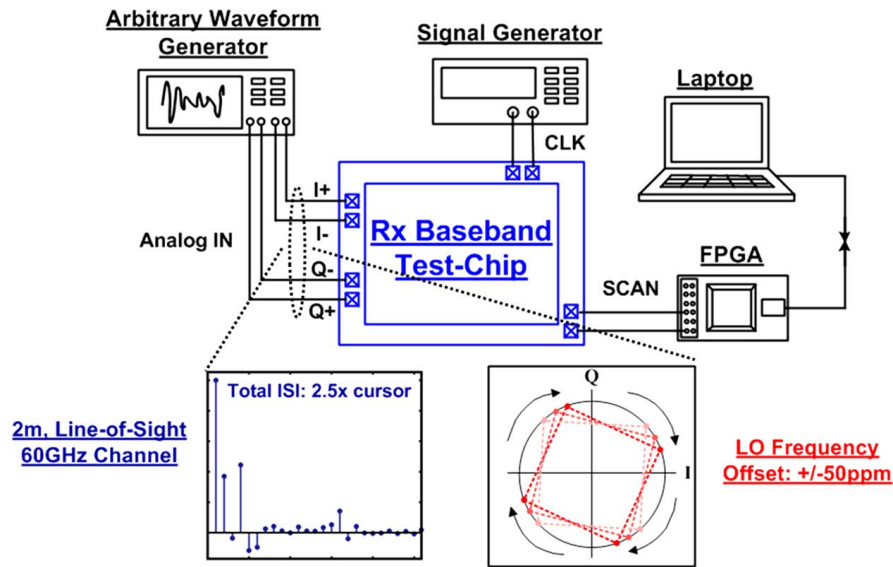 Arbitrary Waveform
Generator
Signal Generator
Laptop
CLK
I+
I-
Analog IN
Q-
Q+
Rx Baseband
Test-Chip
FPGA
SCAN
Total ISI: 2.5x cursor
2m, Line-of-Sight
60GHz Channel
Q
I
LO Frequency
Offset: +/-50ppm